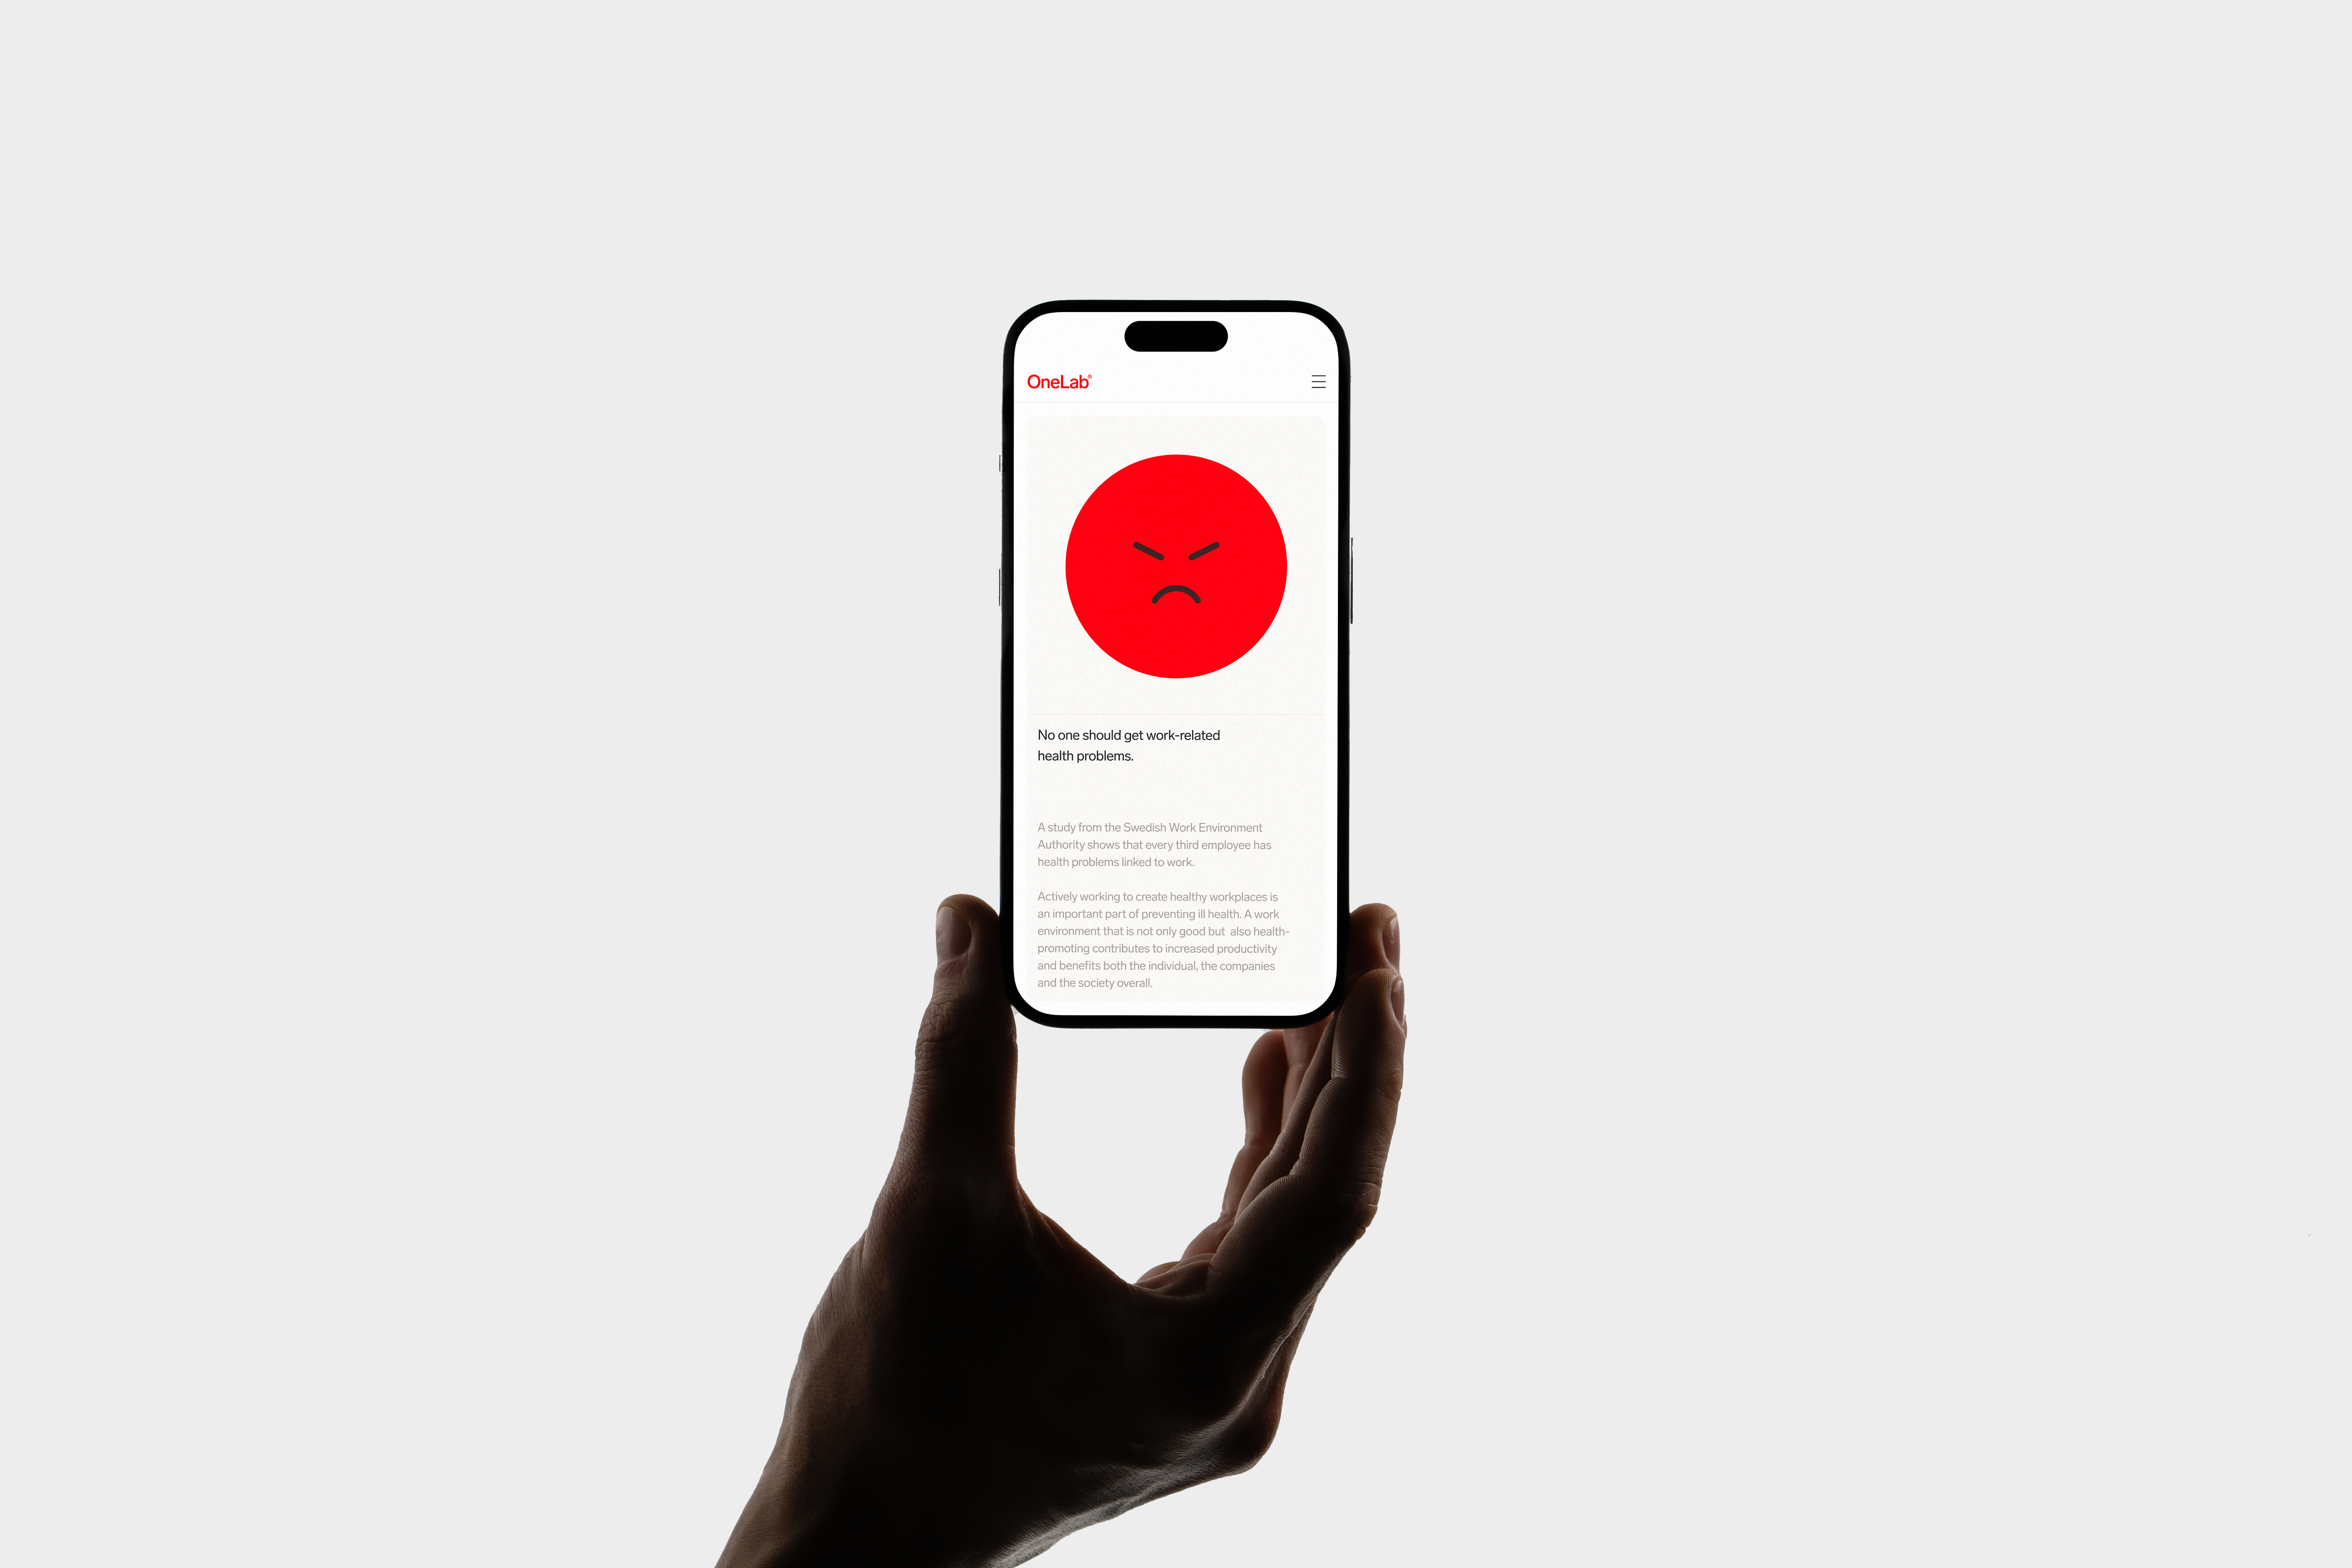 OneLab®
No one should get work-related
health problems.
A study from the Swedish Work Environment
Authority shows that every third employee has
health problems linked to work.
Actively working to create healthy workplaces is
an important part of preventing ill health. A work
environment that is not only good but  also health-
promoting contributes to increased productivity
and benefits both the individual, the companies
and the society overall.